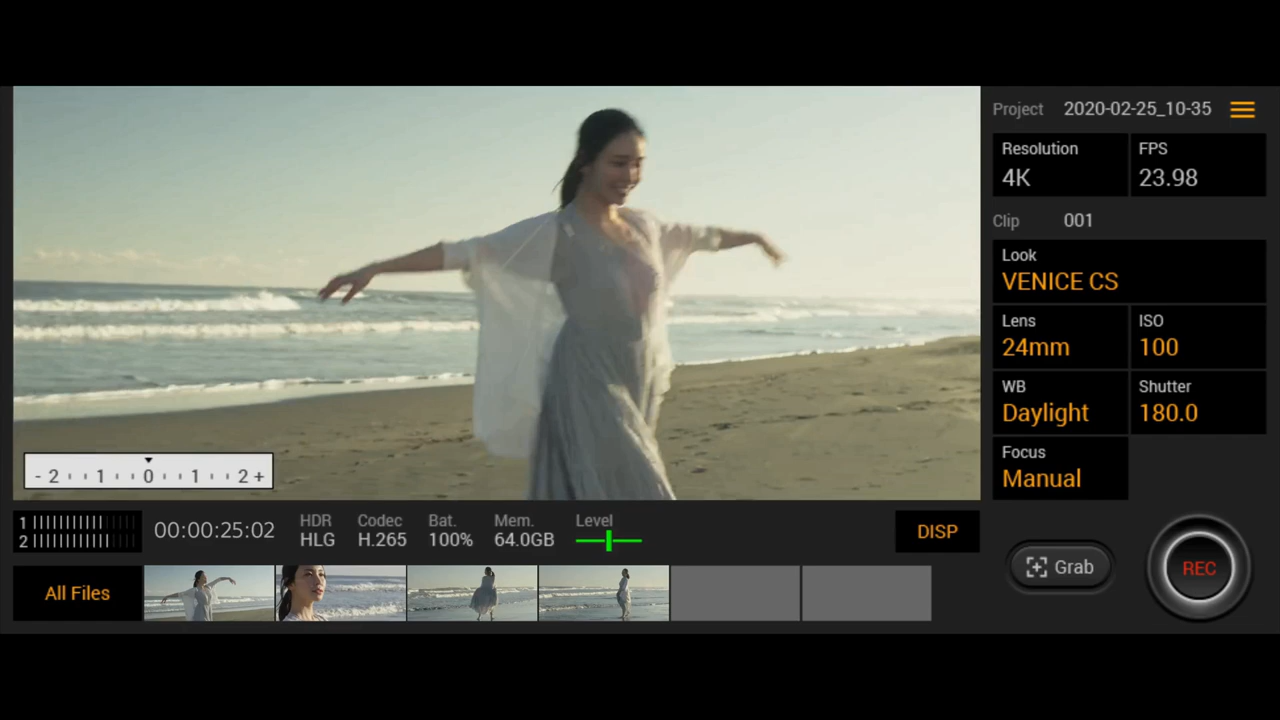 Project 2020-02-25_10-35
Resolution FPS
4K 23.98
Clip 001
Look
VENICE CS
Lens ISO
24mm 100
WB Shutter
Daylight 180.0
Focus
Manual
- 2 1 0 1 2 +
1
2
00:00:25:02
HDR Codec Bat. Mem. Level
HLG H.265 100% 64.0GB
DISP
Grab
REC
All Files